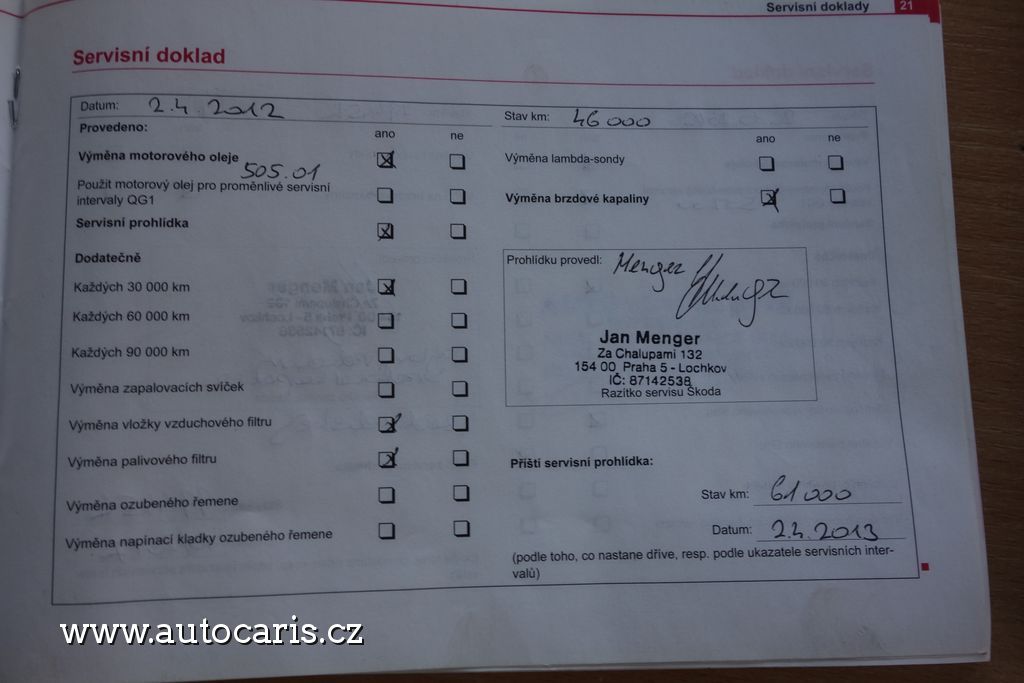 Servisní doklady 21
Servisní doklad
Datum: 2.4.2012
Provedeno:
ano ne
Výměna motorového oleje
505.01
Použit motorový olej pro proměnlivé servisní
intervaly QG1
Servisní prohlídka
Dodatečně
Každých 30 000 km
Každých 60 000 km
Každých 90 000 km
Výměna zapalovacích svíček
Výměna vložky vzduchového filtru
Výměna palivového filtru
Výměna ozubeného řemene
Výměna napínací kladky ozubeného řemene
Stav km: 46 000
ano ne
Výměna lambda-sondy
Výměna brzdové kapaliny
Prohlídku provedl: Menger
Jan Menger
Za Chalupami 132
154 00 Praha 5 - Lochkov
IČ: 87142538
Razítko servisu Škoda
Příští servisní prohlídka:
Stav km: 61 000
Datum: 2.4.2013
(podle toho, co nastane dříve, resp. podle ukazatele servisních inter-
valů)
www.autocaris.cz